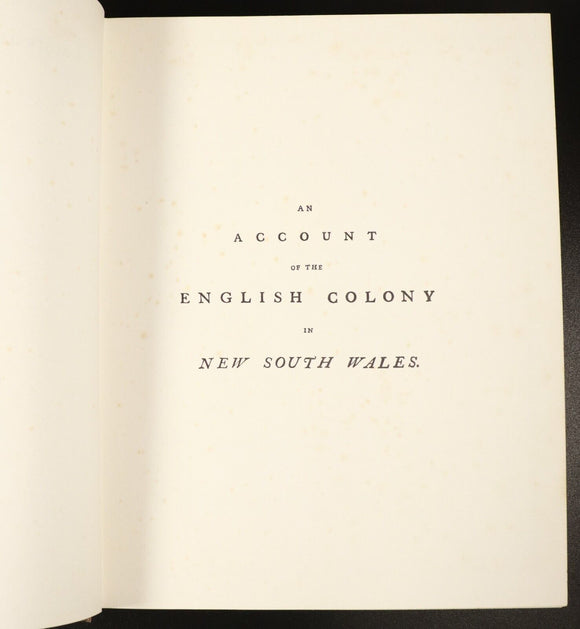 AN
ACCOUNT
OF THE
ENGLISH COLONY
IN
NEW SOUTH WALES.